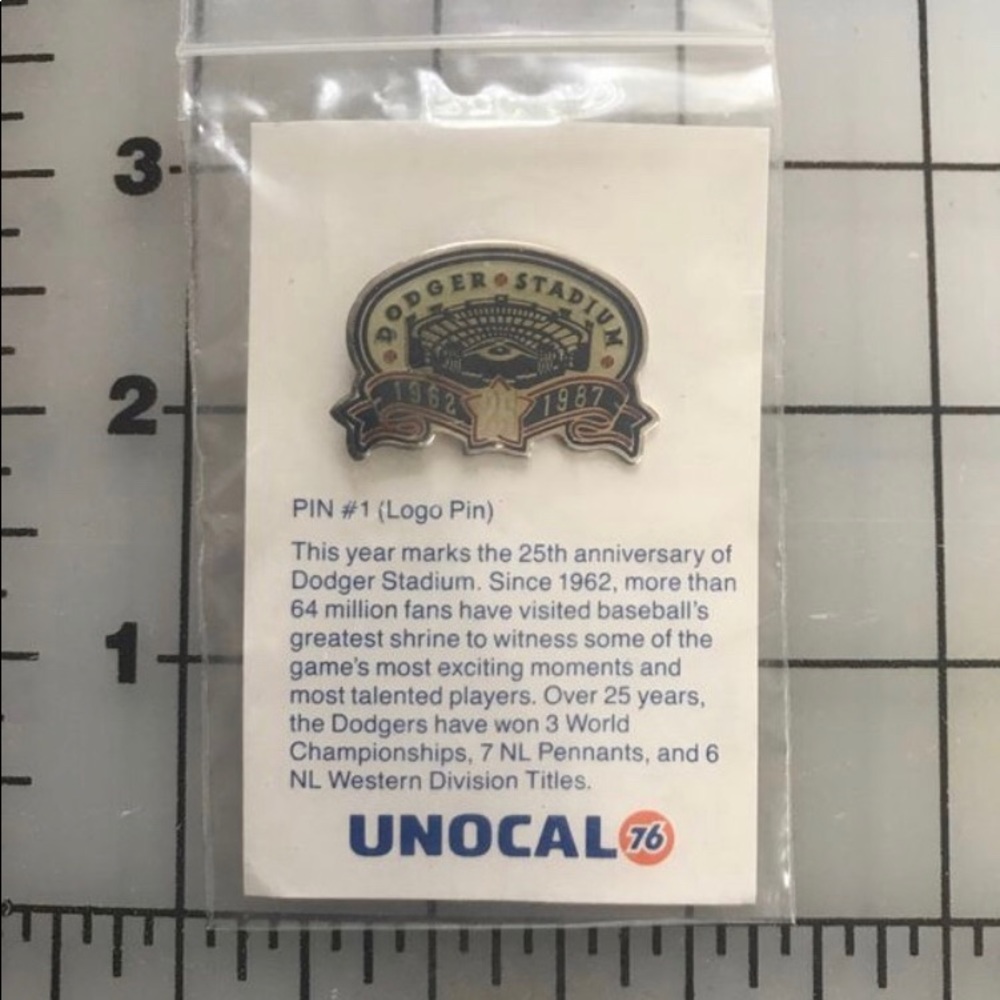 3
DODGER STADIUM
2
1962 25 1987
PIN #1 (Logo Pin)
This year marks the 25th anniversary of
Dodger Stadium. Since 1962, more than
64 million fans have visited baseball's
greatest shrine to witness some of the
1
game's most exciting moments and
most talented players. Over 25 years,
the Dodgers have won 3 World
Championships, 7 NL Pennants, and 6
NL Western Division Titles.
UNOCAL 76